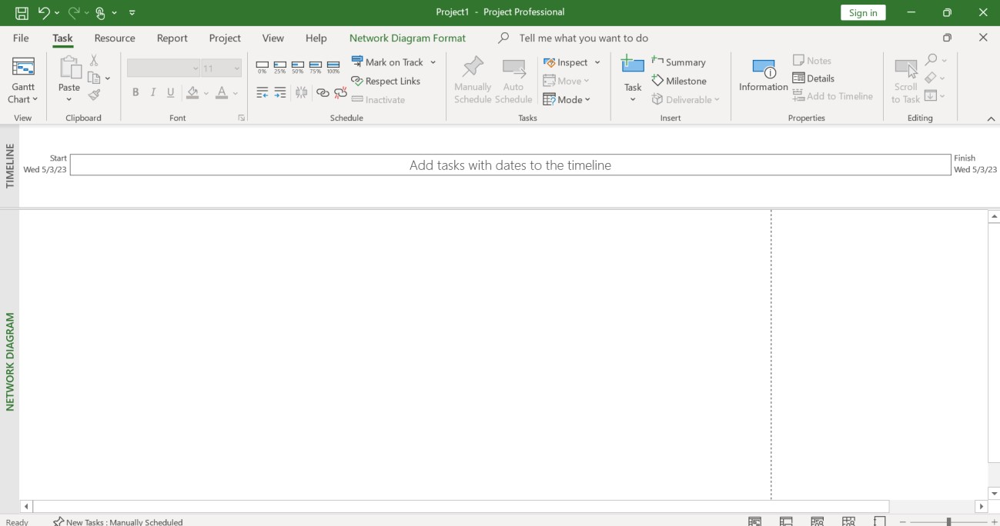 Project1 - Project Professional
Sign in
File Task Resource Report Project View Help Network Diagram Format Tell me what you want to do
Gantt Chart
View
Paste
Clipboard
11
B I U A
Font
0% 25% 50% 75% 100%
Mark on Track
Respect Links
Inactivate
Schedule
Manually Schedule
Auto Schedule
Inspect
Move
Mode
Tasks
Task
Summary
Milestone
Deliverable
Insert
Information
Notes
Details
Add to Timeline
Properties
Scroll to Task
Editing
TIMELINE
Start
Wed 5/3/23
Add tasks with dates to the timeline
Finish
Wed 5/3/23
NETWORK DIAGRAM
Ready New Tasks : Manually Scheduled